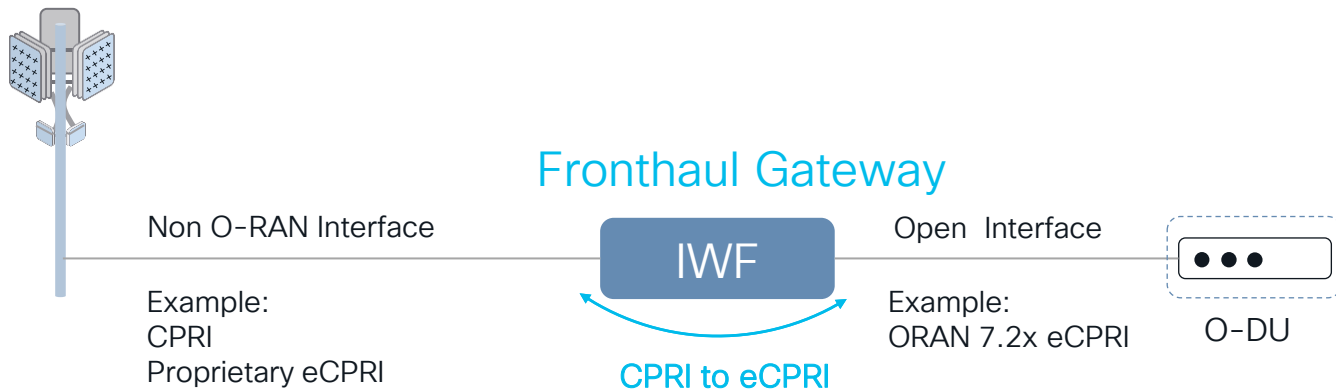 Fronthaul Gateway
Non O-RAN Interface
IWF
Open Interface
Example:
CPRI
Proprietary eCPRI
CPRI to eCPRI
Example:
ORAN 7.2x eCPRI
O-DU